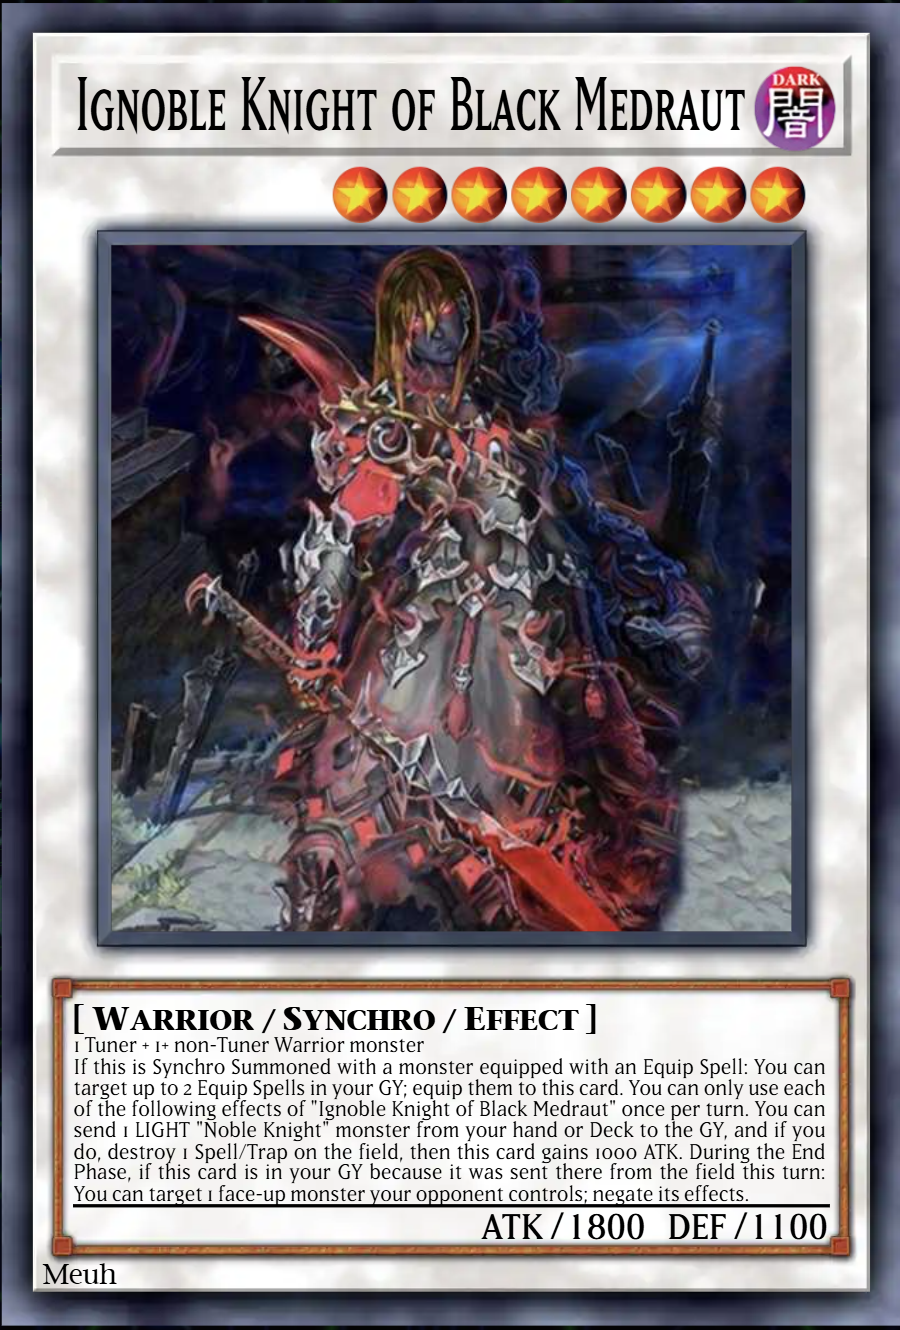 Ignoble Knight of Black Medraut
DARK
闇
[ Warrior / Synchro / Effect ]
1 Tuner + 1+ non-Tuner Warrior monster
If this is Synchro Summoned with a monster equipped with an Equip Spell: You can
target up to 2 Equip Spells in your GY; equip them to this card. You can only use each
of the following effects of "Ignoble Knight of Black Medraut" once per turn. You can
send 1 LIGHT "Noble Knight" monster from your hand or Deck to the GY, and if you
do, destroy 1 Spell/Trap on the field, then this card gains 1000 ATK. During the End
Phase, if this card is in your GY because it was sent there from the field this turn:
You can target 1 face-up monster your opponent controls; negate its effects.
ATK / 1800 DEF / 1100
Meuh